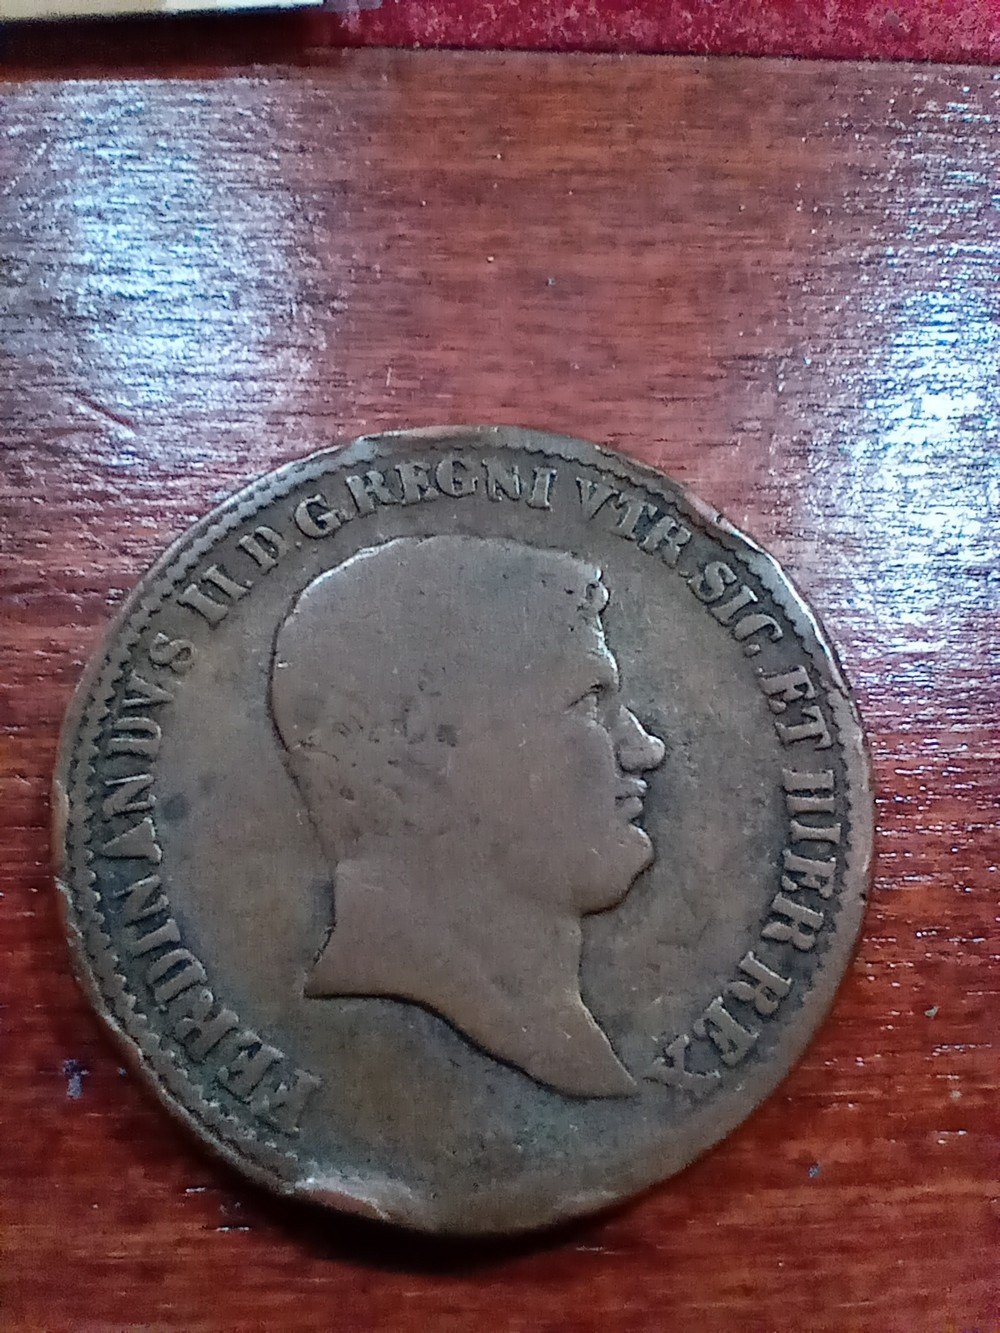 FERDINANDVS II. D. G. REGNI VTR. SIC. ET HIER REX